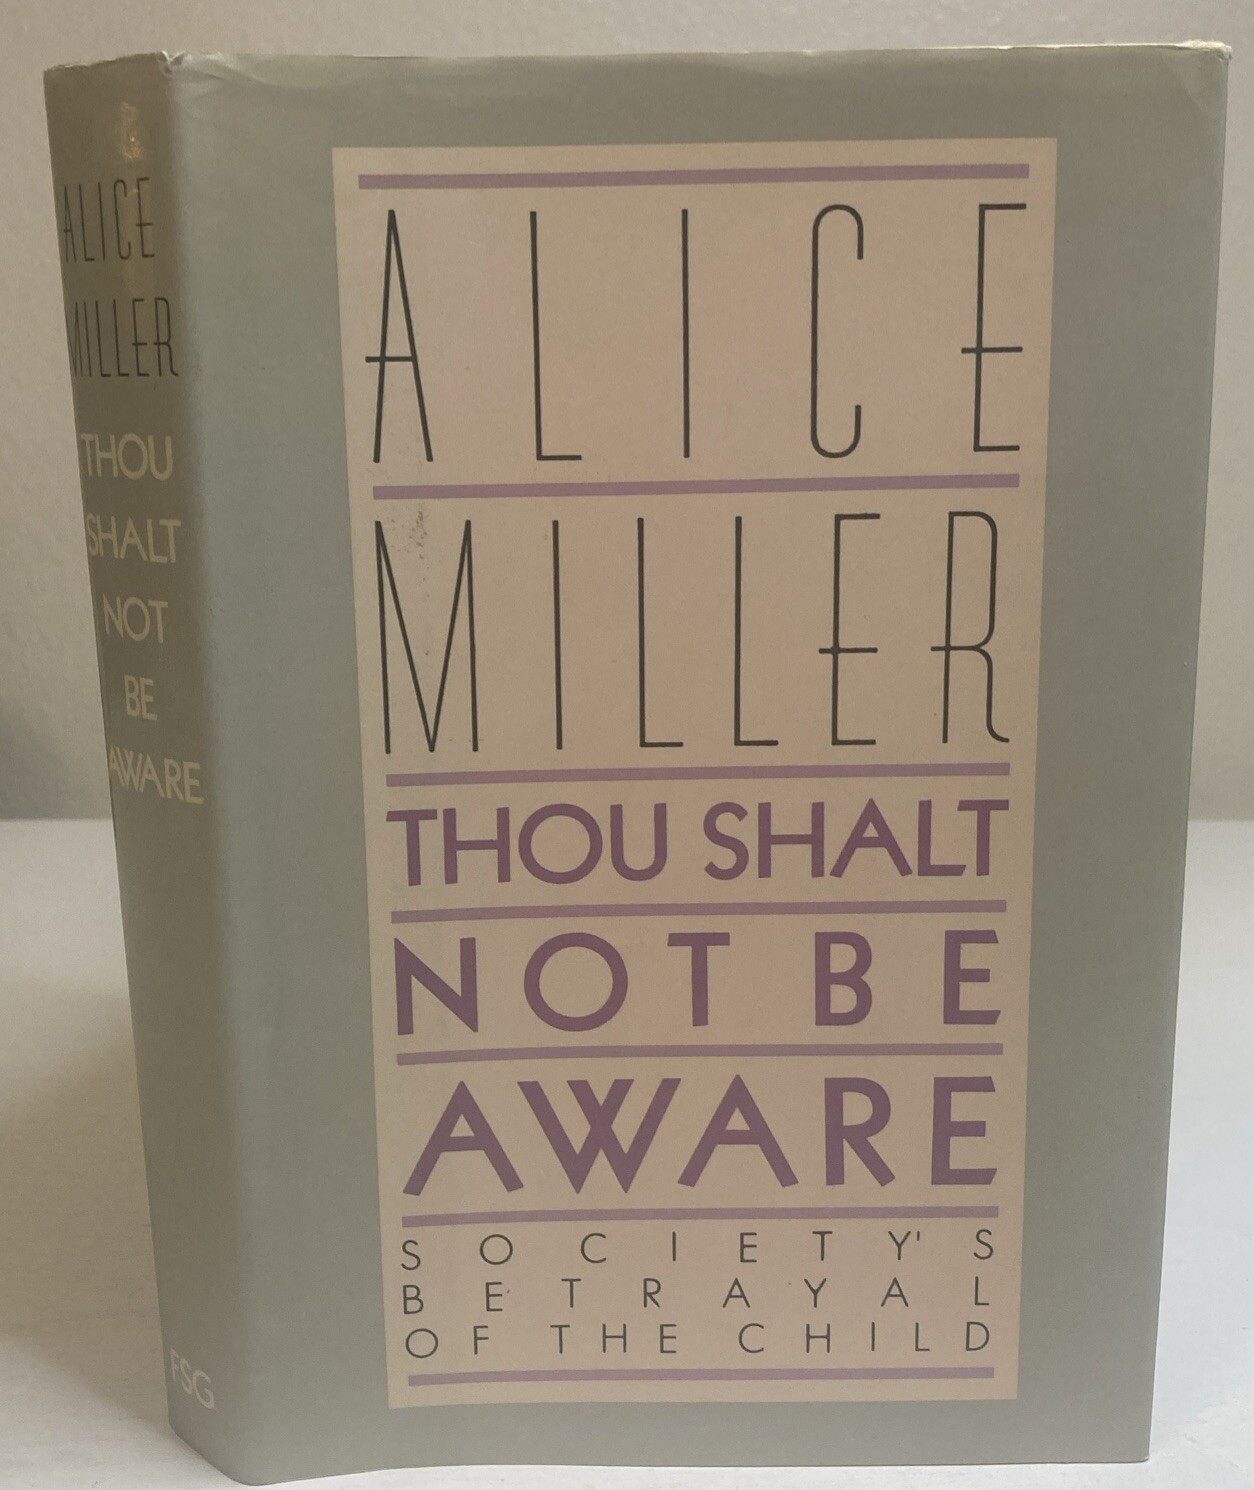 ALICE
MILLER
THOU
SHALT
NOT
BE
AWARE
FSG
ALICE
MILLER
THOU SHALT
NOT BE
AWARE
SOCIETY'S
BETRAYAL
OF THE CHILD